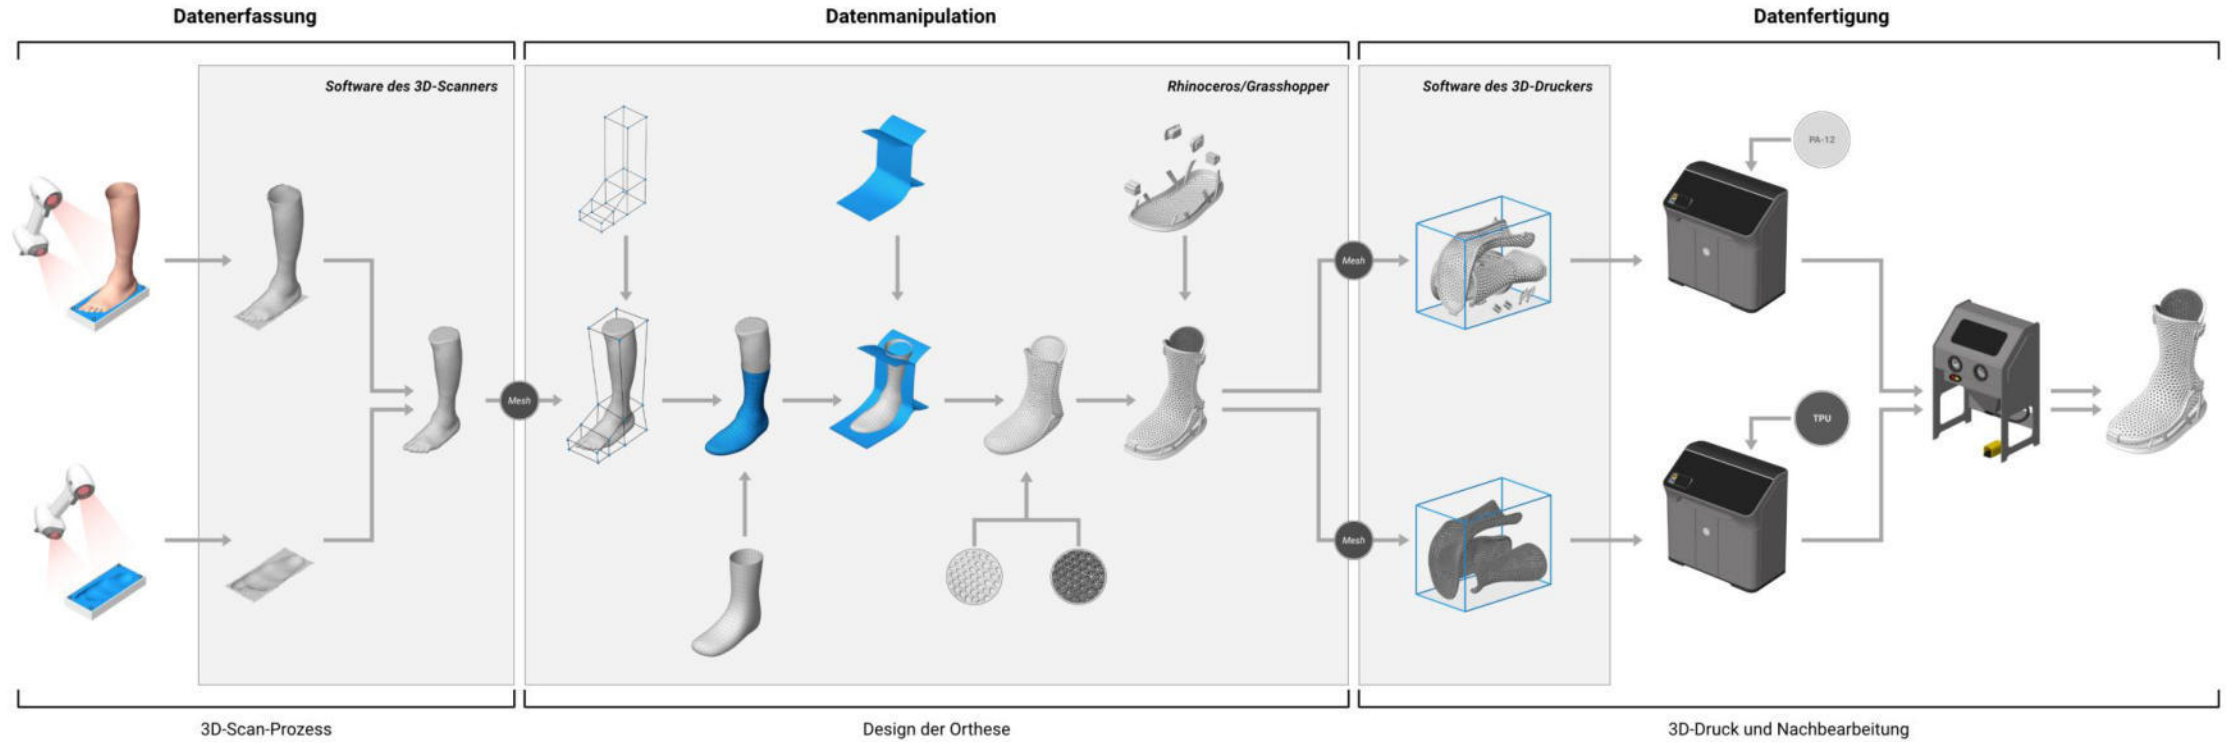 Datenerfassung
Datenmanipulation
Datenfertigung
Software des 3D-Scanners
Rhinoceros/Grasshopper
Software des 3D-Druckers
PA-12
Mesh
Mesh
TPU
Mesh
3D-Scan-Prozess
Design der Orthese
3D-Druck und Nachbearbeitung